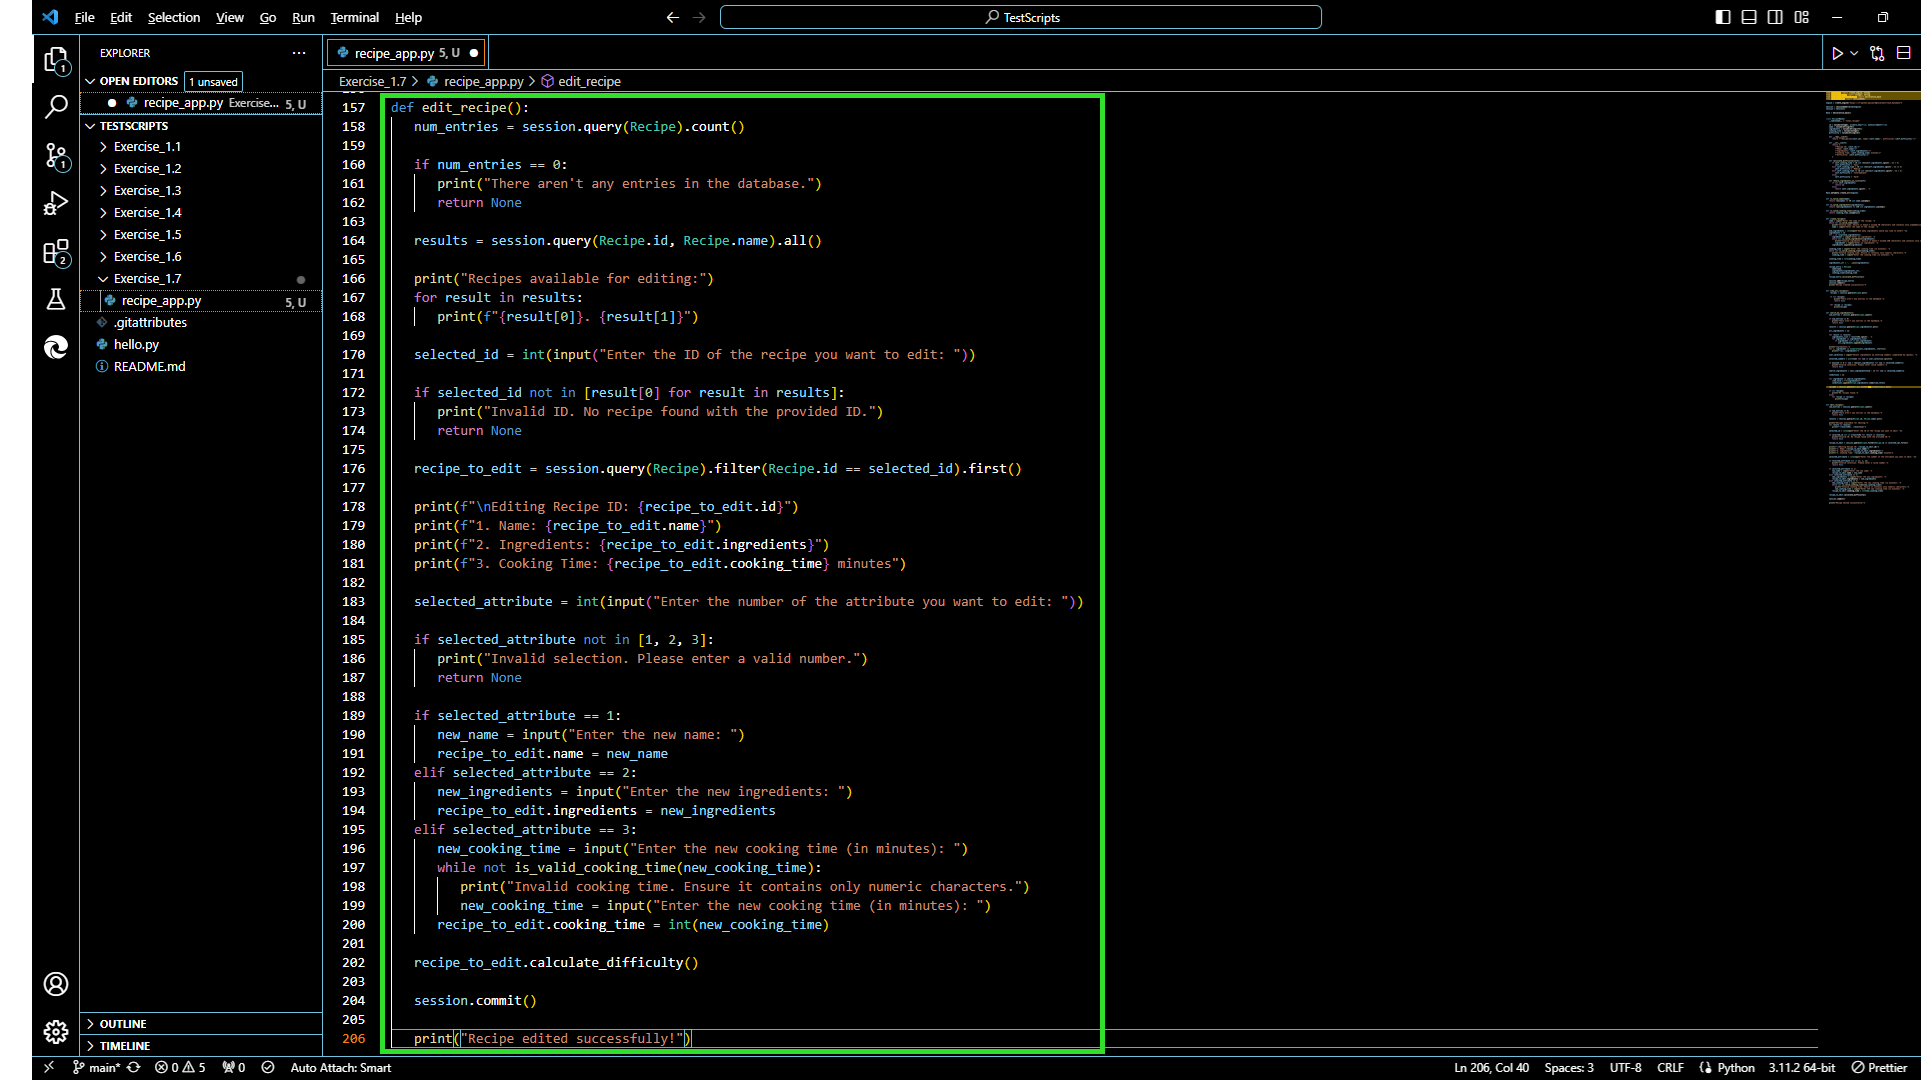 File Edit Selection View Go Run Terminal Help
TestScripts
EXPLORER
OPEN EDITORS 1 unsaved
recipe_app.py Exercise... 5, U
TESTSCRIPTS
Exercise_1.1
Exercise_1.2
Exercise_1.3
Exercise_1.4
Exercise_1.5
Exercise_1.6
Exercise_1.7
recipe_app.py 5, U
.gitattributes
hello.py
README.md
OUTLINE
TIMELINE
1
1
2
recipe_app.py 5, U
Exercise_1.7 > recipe_app.py > edit_recipe
157 def edit_recipe():
158 num_entries = session.query(Recipe).count()
159
160 if num_entries == 0:
161 print("There aren't any entries in the database.")
162 return None
163
164 results = session.query(Recipe.id, Recipe.name).all()
165
166 print("Recipes available for editing:")
167 for result in results:
168 print(f"{result[0]}. {result[1]}")
169
170 selected_id = int(input("Enter the ID of the recipe you want to edit: "))
171
172 if selected_id not in [result[0] for result in results]:
173 print("Invalid ID. No recipe found with the provided ID.")
174 return None
175
176 recipe_to_edit = session.query(Recipe).filter(Recipe.id == selected_id).first()
177
178 print(f"\nEditing Recipe ID: {recipe_to_edit.id}")
179 print(f"1. Name: {recipe_to_edit.name}")
180 print(f"2. Ingredients: {recipe_to_edit.ingredients}")
181 print(f"3. Cooking Time: {recipe_to_edit.cooking_time} minutes")
182
183 selected_attribute = int(input("Enter the number of the attribute you want to edit: "))
184
185 if selected_attribute not in [1, 2, 3]:
186 print("Invalid selection. Please enter a valid number.")
187 return None
188
189 if selected_attribute == 1:
190 new_name = input("Enter the new name: ")
191 recipe_to_edit.name = new_name
192 elif selected_attribute == 2:
193 new_ingredients = input("Enter the new ingredients: ")
194 recipe_to_edit.ingredients = new_ingredients
195 elif selected_attribute == 3:
196 new_cooking_time = input("Enter the new cooking time (in minutes): ")
197 while not is_valid_cooking_time(new_cooking_time):
198 print("Invalid cooking time. Ensure it contains only numeric characters.")
199 new_cooking_time = input("Enter the new cooking time (in minutes): ")
200 recipe_to_edit.cooking_time = int(new_cooking_time)
201
202 recipe_to_edit.calculate_difficulty()
203
204 session.commit()
205
206 print("Recipe edited successfully!")
main* 0 5 0 Auto Attach: Smart Ln 206, Col 40 Spaces: 3 UTF-8 CRLF Python 3.11.2 64-bit Prettier